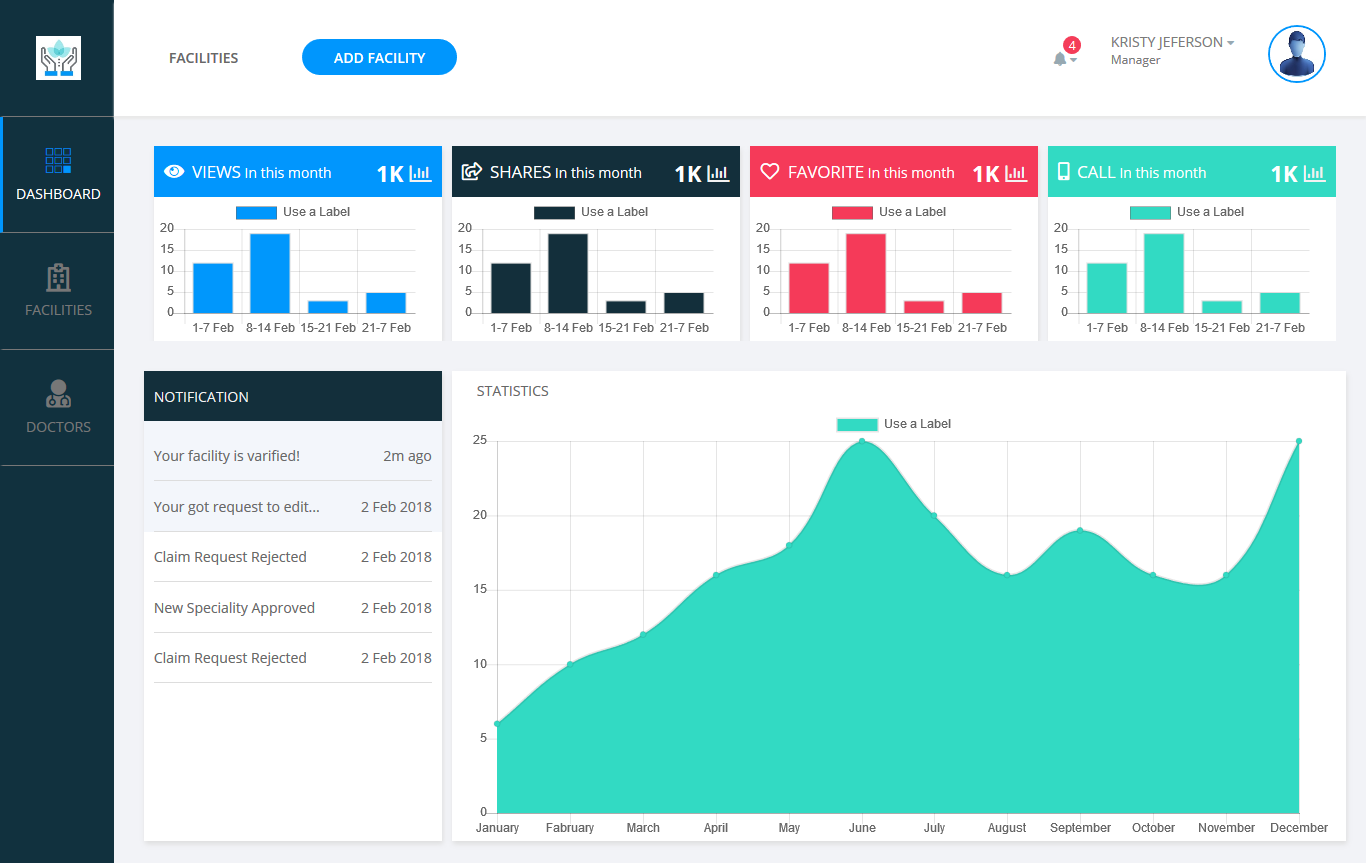 FACILITIES
ADD FACILITY
4
KRISTY JEFERSON
Manager
DASHBOARD
FACILITIES
DOCTORS
VIEWS In this month 1K
Use a Label
20
15
10
5
0
1-7 Feb 8-14 Feb 15-21 Feb 21-7 Feb
SHARES In this month 1K
Use a Label
20
15
10
5
0
1-7 Feb 8-14 Feb 15-21 Feb 21-7 Feb
FAVORITE In this month 1K
Use a Label
20
15
10
5
0
1-7 Feb 8-14 Feb 15-21 Feb 21-7 Feb
CALL In this month 1K
Use a Label
20
15
10
5
0
1-7 Feb 8-14 Feb 15-21 Feb 21-7 Feb
NOTIFICATION
Your facility is varified! 2m ago
Your got request to edit... 2 Feb 2018
Claim Request Rejected 2 Feb 2018
New Speciality Approved 2 Feb 2018
Claim Request Rejected 2 Feb 2018
STATISTICS
Use a Label
25
20
15
10
5
0
January Fabruary March April May June July August September October November December